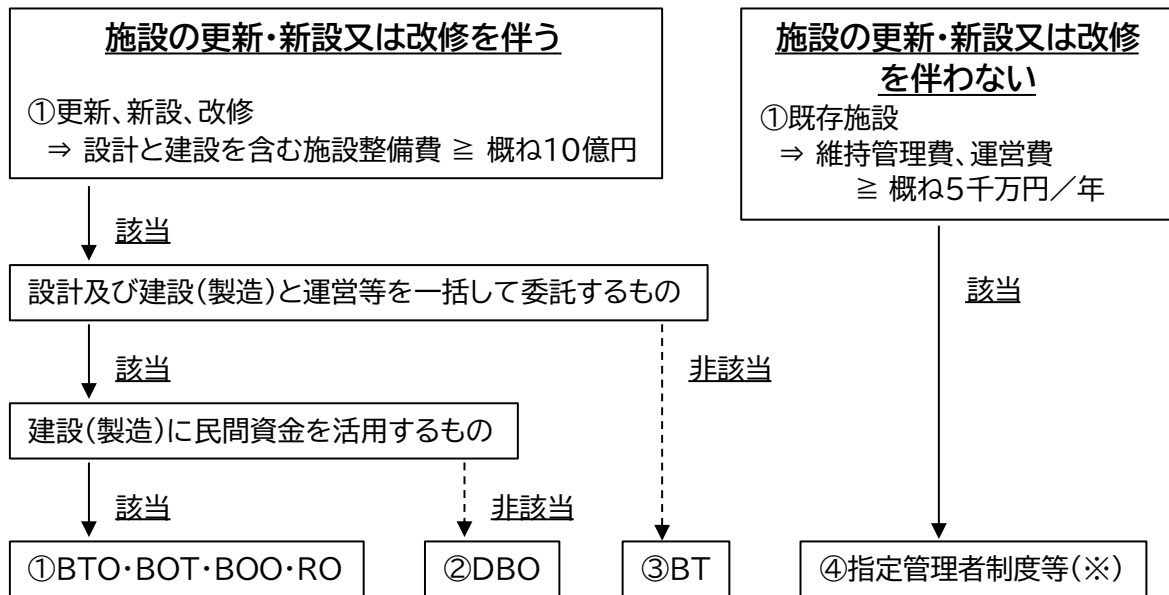 施設の更新・新設又は改修を伴う
①更新、新設、改修
⇒ 設計と建設を含む施設整備費 ≧ 概ね10億円
施設の更新・新設又は改修
を伴わない
①既存施設
⇒ 維持管理費、運営費
≧ 概ね5千万円／年
該当
設計及び建設(製造)と運営等を一括して委託するもの
該当
該当
非該当
建設(製造)に民間資金を活用するもの
該当
非該当
①BTO・BOT・BOO・RO
②DBO
③BT
④指定管理者制度等(※)